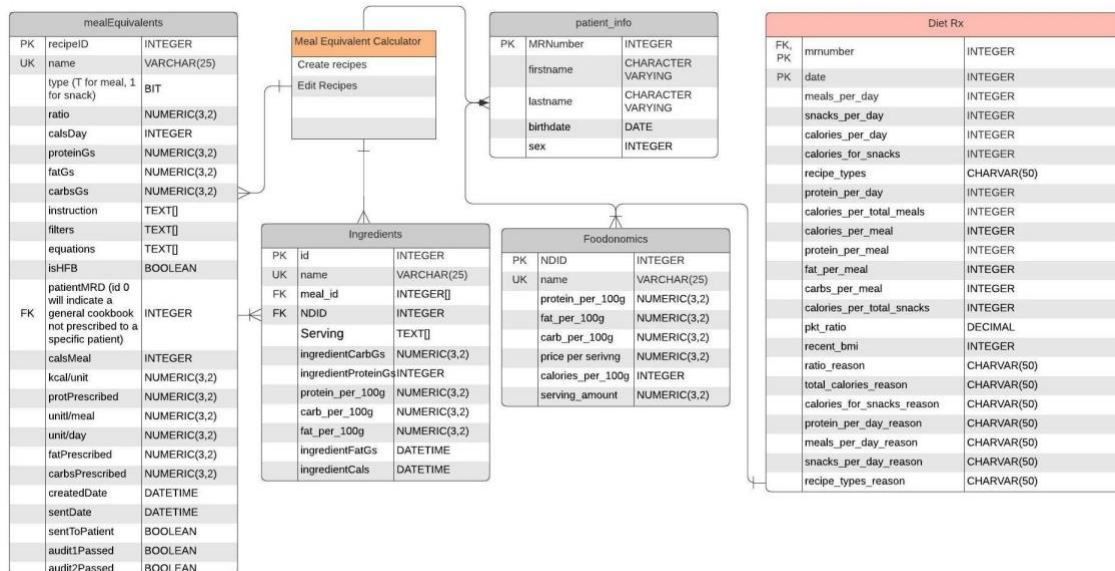 mealEquivalents
PK recipeID INTEGER
UK name VARCHAR(25)
type (T for meal, 1
for snack) BIT
ratio NUMERIC(3,2)
calsDay INTEGER
proteinGs NUMERIC(3,2)
fatGs NUMERIC(3,2)
carbsGs NUMERIC(3,2)
instruction TEXT[]
filters TEXT[]
equations TEXT[]
isHFB BOOLEAN
FK patientMRD (id 0
will indicate a
general cookbook
not prescribed to a
specific patient) INTEGER
calsMeal INTEGER
kcal/unit NUMERIC(3,2)
protPrescribed NUMERIC(3,2)
unitl/meal NUMERIC(3,2)
unit/day NUMERIC(3,2)
fatPrescribed NUMERIC(3,2)
carbsPrescribed NUMERIC(3,2)
createdDate DATETIME
sentDate DATETIME
sentToPatient BOOLEAN
audit1Passed BOOLEAN
audit2Passed BOOLEAN
Meal Equivalent Calculator
Create recipes
Edit Recipes
Ingredients
PK id INTEGER
UK name VARCHAR(25)
FK meal_id INTEGER[]
FK NDID INTEGER
Serving TEXT[]
ingredientCarbGs NUMERIC(3,2)
ingredientProteinGs INTEGER
protein_per_100g NUMERIC(3,2)
carb_per_100g NUMERIC(3,2)
fat_per_100g NUMERIC(3,2)
ingredientFatGs DATETIME
ingredientCals DATETIME
patient_info
PK MRNumber INTEGER
firstname CHARACTER
VARYING
lastname CHARACTER
VARYING
birthdate DATE
sex INTEGER
Foodonomics
PK NDID INTEGER
UK name VARCHAR(25)
protein_per_100g NUMERIC(3,2)
fat_per_100g NUMERIC(3,2)
carb_per_100g NUMERIC(3,2)
price per serivng NUMERIC(3,2)
calories_per_100g INTEGER
serving_amount NUMERIC(3,2)
Diet Rx
FK,
PK mrnumber INTEGER
PK date INTEGER
meals_per_day INTEGER
snacks_per_day INTEGER
calories_per_day INTEGER
calories_for_snacks INTEGER
recipe_types CHARVAR(50)
protein_per_day INTEGER
calories_per_total_meals INTEGER
calories_per_meal INTEGER
protein_per_meal INTEGER
fat_per_meal INTEGER
carbs_per_meal INTEGER
calories_per_total_snacks INTEGER
pkt_ratio DECIMAL
recent_bmi INTEGER
ratio_reason CHARVAR(50)
total_calories_reason CHARVAR(50)
calories_for_snacks_reason CHARVAR(50)
protein_per_day_reason CHARVAR(50)
meals_per_day_reason CHARVAR(50)
snacks_per_day_reason CHARVAR(50)
recipe_types_reason CHARVAR(50)